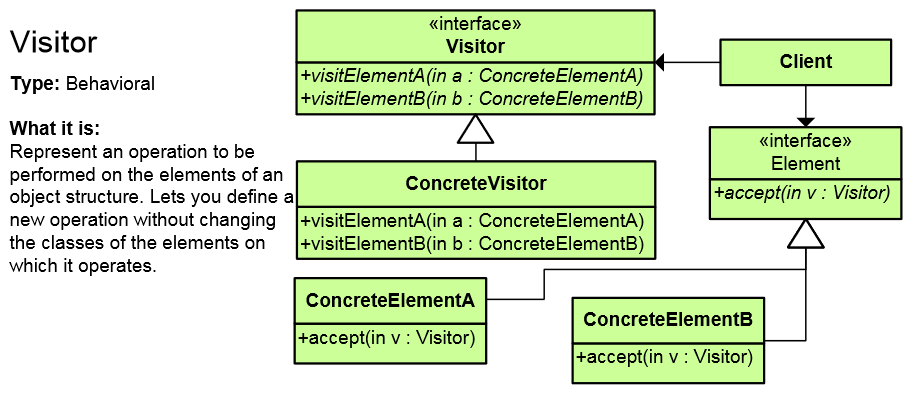 Visitor
Type: Behavioral
What it is:
Represent an operation to be
performed on the elements of an
object structure. Lets you define a
new operation without changing
the classes of the elements on
which it operates.
«interface»
Visitor
+visitElementA(in a : ConcreteElementA)
+visitElementB(in b : ConcreteElementB)
Client
«interface»
Element
+accept(in v : Visitor)
ConcreteVisitor
+visitElementA(in a : ConcreteElementA)
+visitElementB(in b : ConcreteElementB)
ConcreteElementA
+accept(in v : Visitor)
ConcreteElementB
+accept(in v : Visitor)